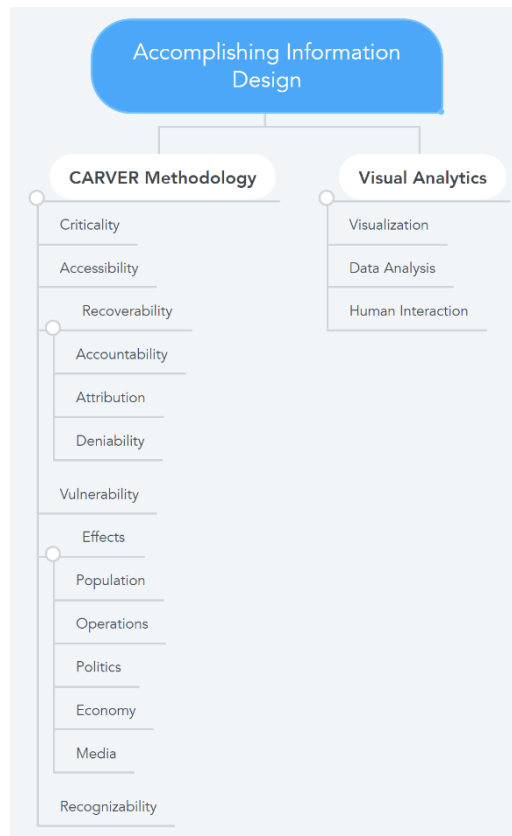 Accomplishing Information
Design
CARVER Methodology
Criticality
Accessibility
Recoverability
Accountability
Attribution
Deniability
Vulnerability
Effects
Population
Operations
Politics
Economy
Media
Recognizability
Visual Analytics
Visualization
Data Analysis
Human Interaction